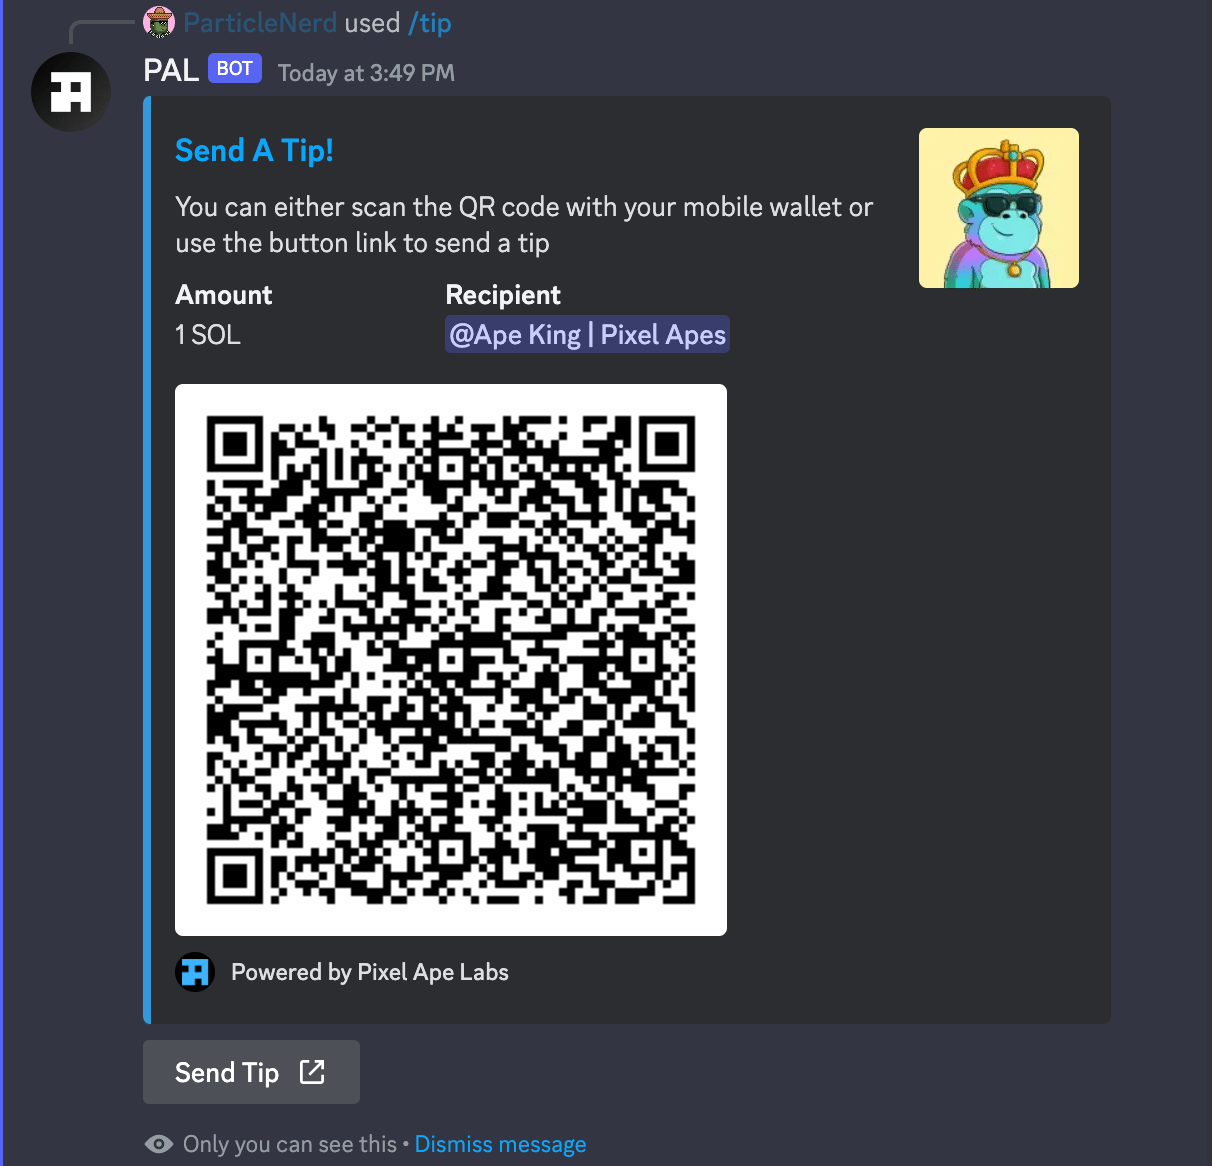 ParticleNerd used /tip
PAL BOT Today at 3:49 PM
Send A Tip!
You can either scan the QR code with your mobile wallet or
use the button link to send a tip
Amount Recipient
1 SOL @Ape King | Pixel Apes
Powered by Pixel Ape Labs
Send Tip
Only you can see this • Dismiss message